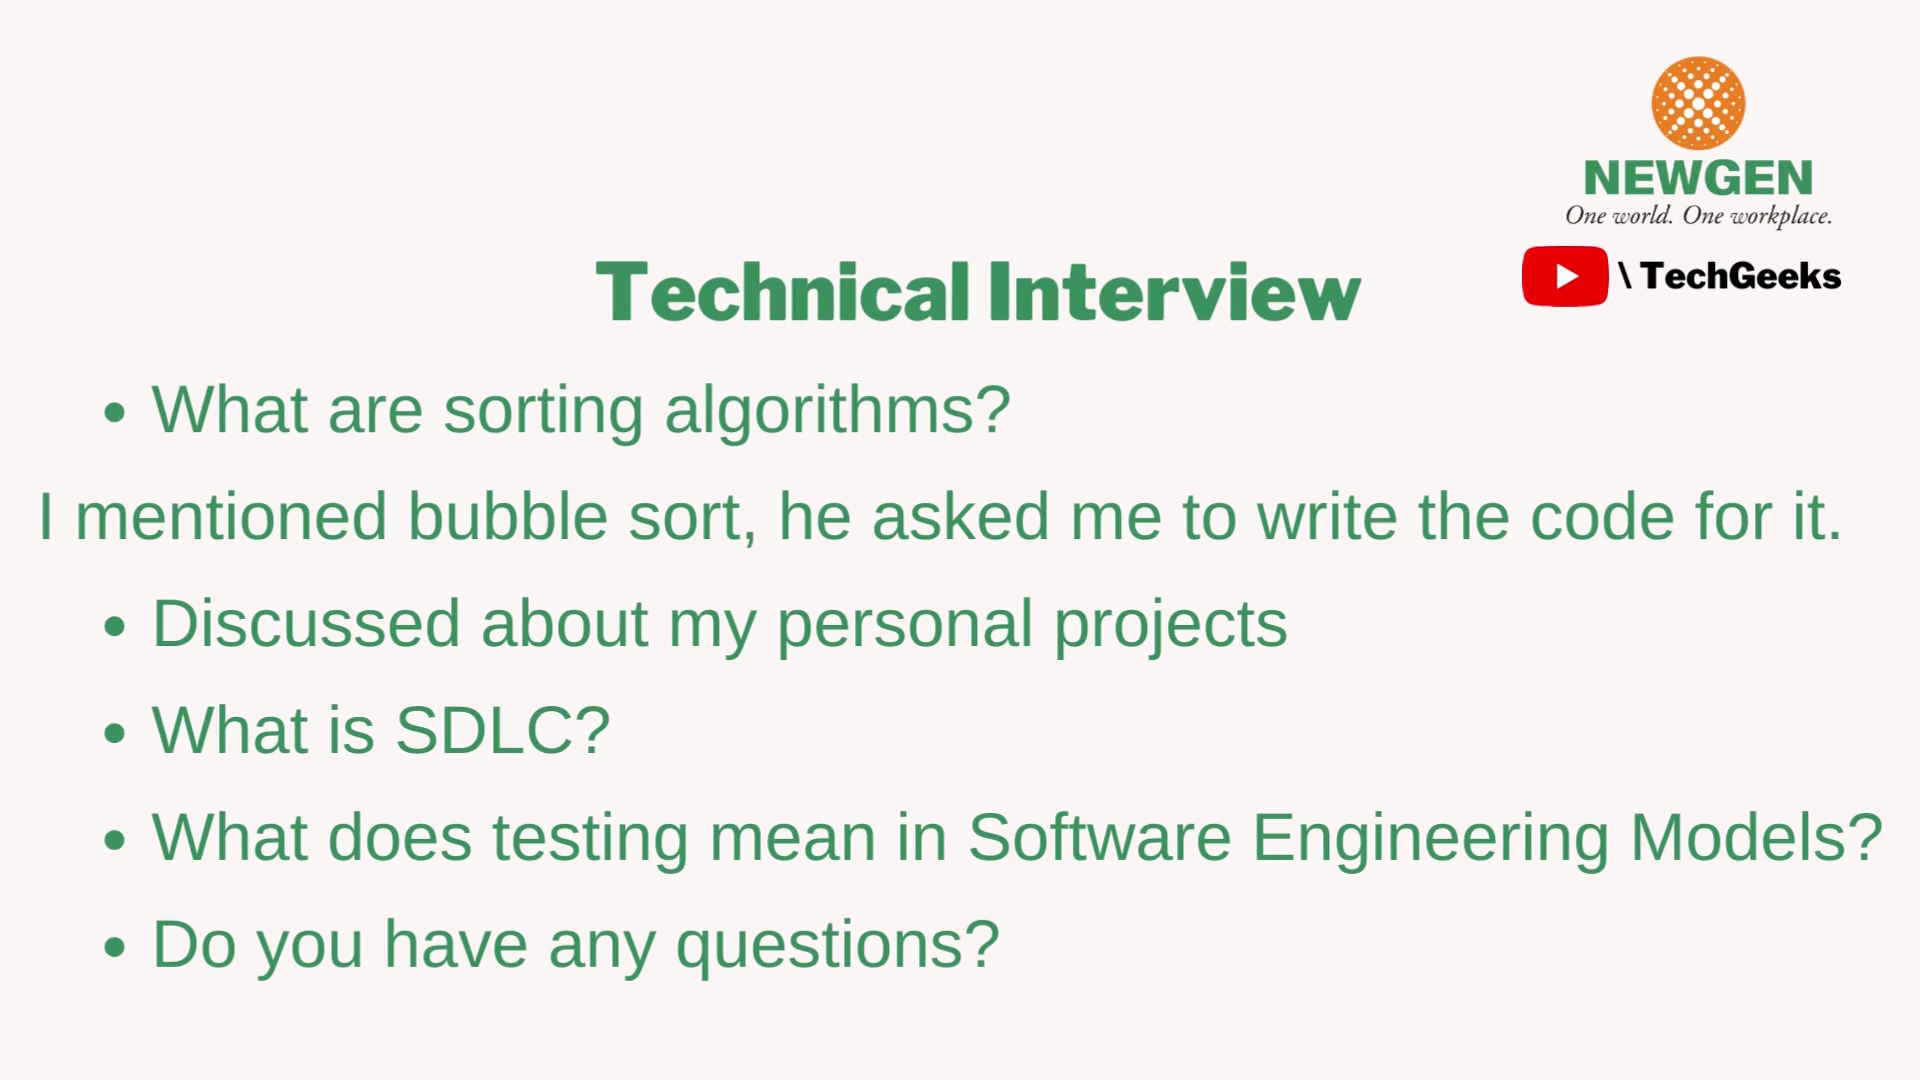 NEWGEN
One world. One workplace.
\ TechGeeks
Technical Interview
• What are sorting algorithms?
I mentioned bubble sort, he asked me to write the code for it.
• Discussed about my personal projects
• What is SDLC?
• What does testing mean in Software Engineering Models?
• Do you have any questions?